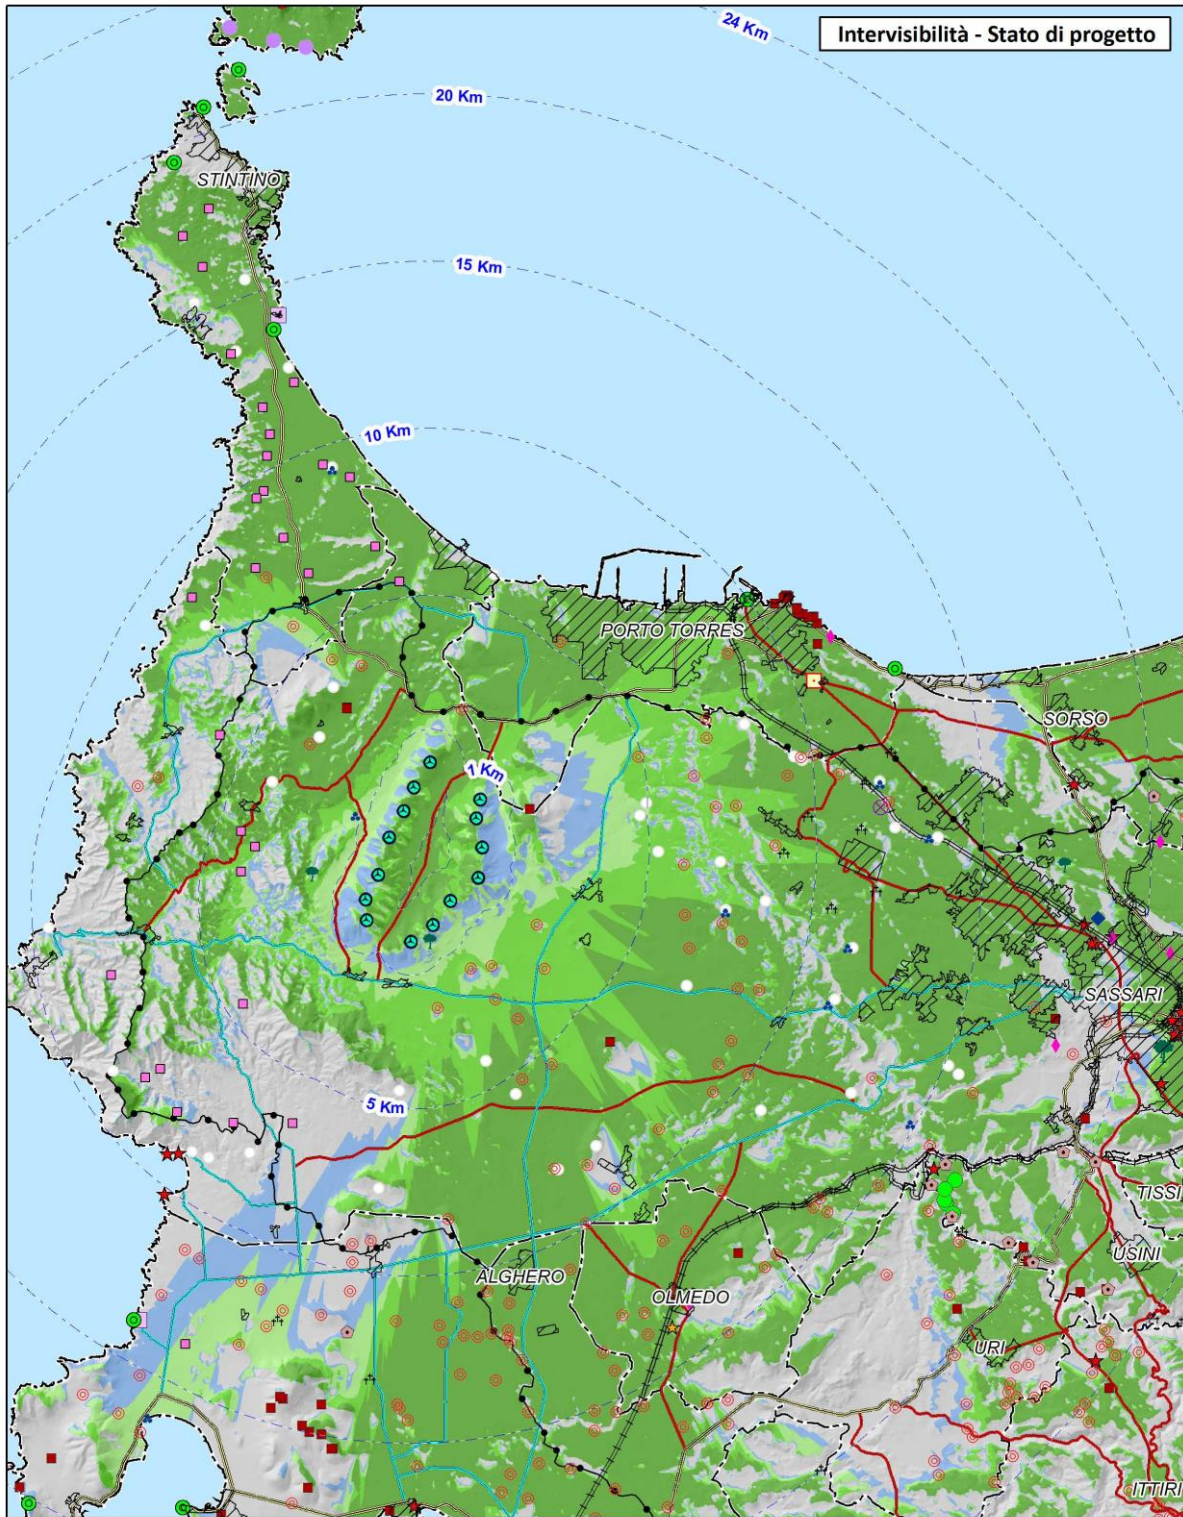 Intervisibilità - Stato di progetto
24 Km
20 Km
STINTINO
15 Km
10 Km
PORTO TORRES
SORSO
1 Km
SASSARI
5 Km
TISSI
USINI
ALGHERO
OLMEDO
URI
ITTIRI